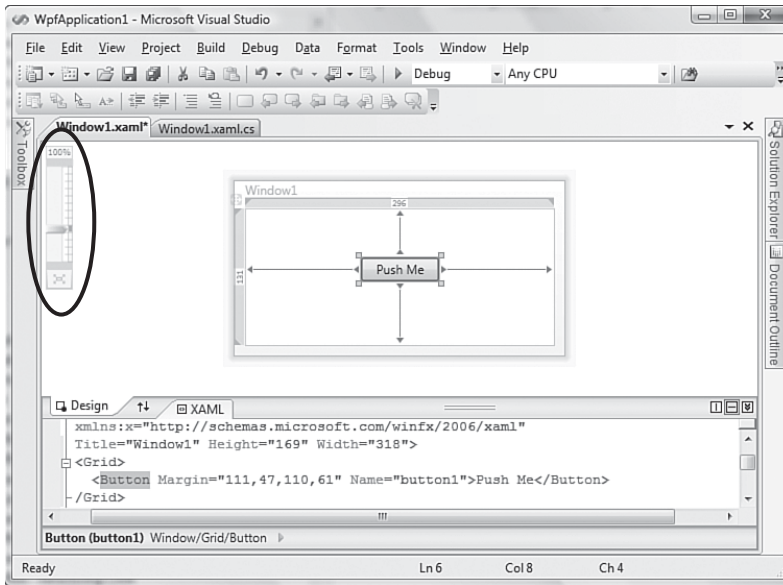 WpfApplication1 - Microsoft Visual Studio
File Edit View Project Build Debug Data Format Tools Window Help
Debug Any CPU
Window1.xaml* Window1.xaml.cs
Toolbox
100%
Window1
296
131
Push Me
Solution Explorer
Document Outline
Design XAML
xmlns:x="http://schemas.microsoft.com/winfx/2006/xaml"
Title="Window1" Height="169" Width="318">
<Grid>
<Button Margin="111,47,110,61" Name="button1">Push Me</Button>
/Grid>
Button (button1) Window/Grid/Button
Ready Ln 6 Col 8 Ch 4